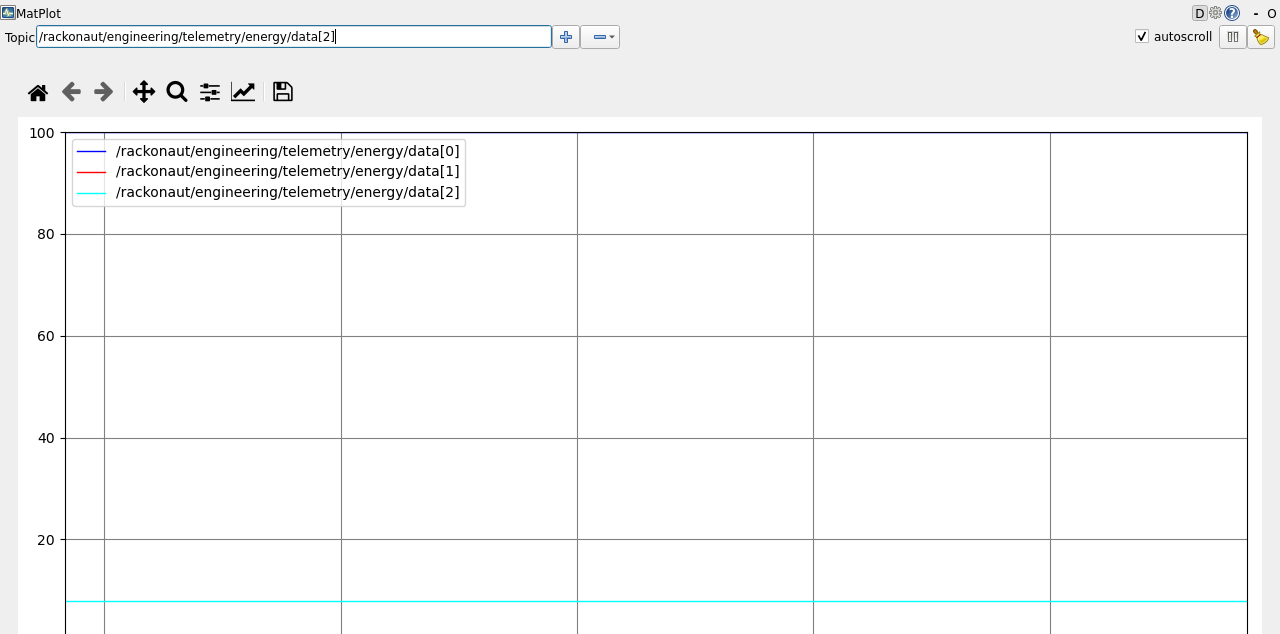 MatPlot
D
- O
Topic /rackonaut/engineering/telemetry/energy/data[2]
autoscroll
100
/rackonaut/engineering/telemetry/energy/data[0]
/rackonaut/engineering/telemetry/energy/data[1]
/rackonaut/engineering/telemetry/energy/data[2]
80
60
40
20